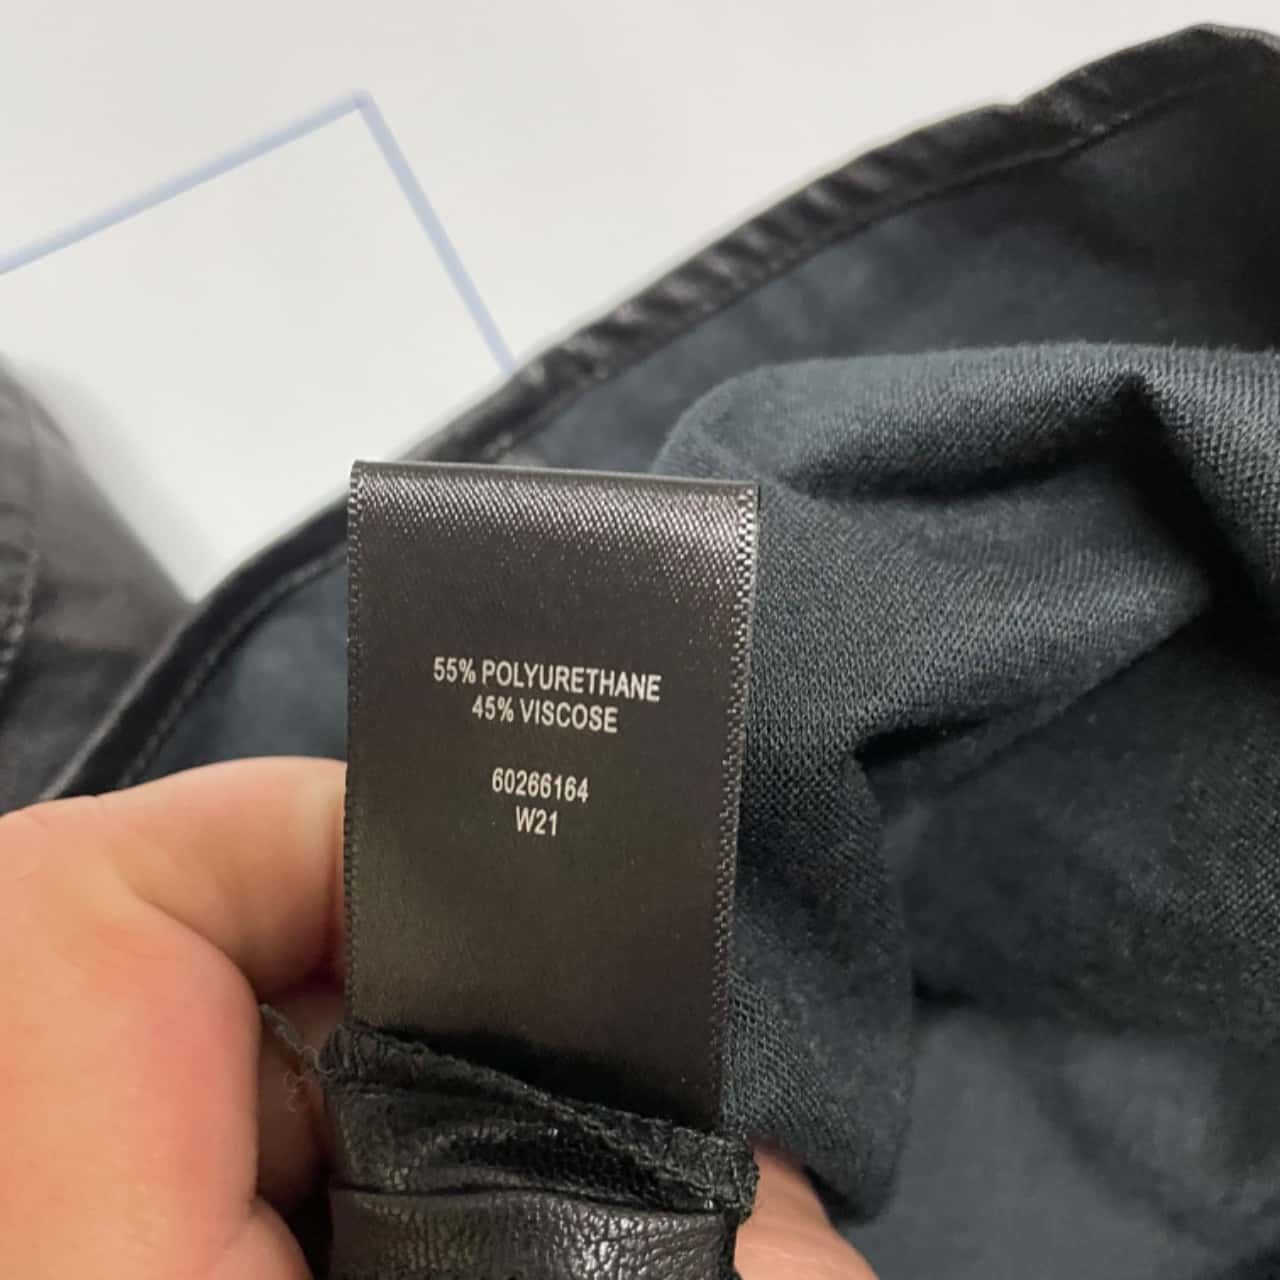 55% POLYURETHANE
45% VISCOSE
60266164
W21